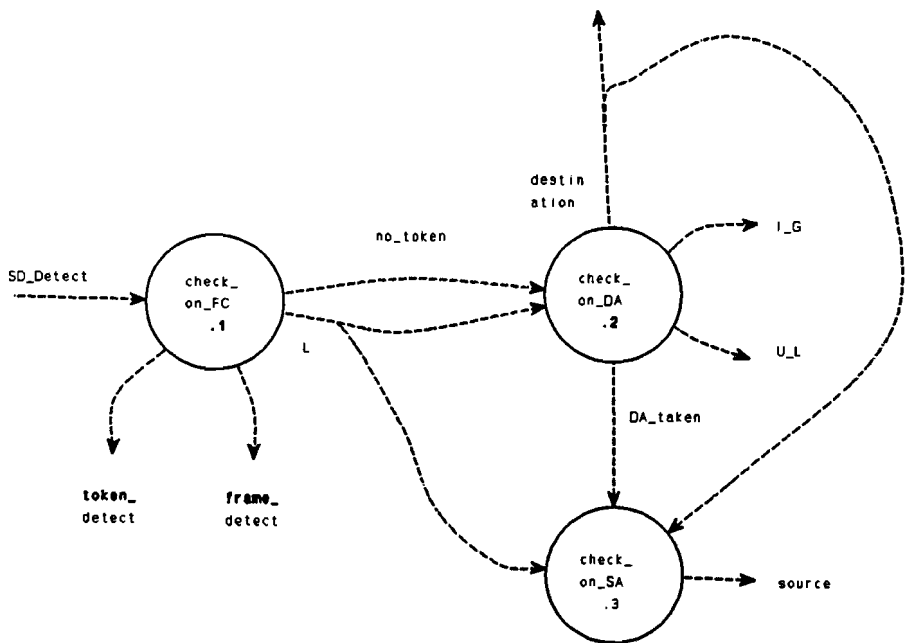 destin
ation
no_token
I_G
SD_Detect
check_
on_FC
.1
check_
on_DA
.2
L
U_L
DA_taken
token_
detect
frame_
detect
check_
on_SA
.3
source